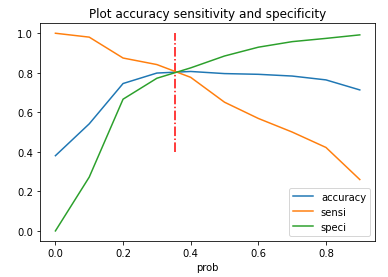 Plot accuracy sensitivity and specificity
1.0
0.8
0.6
0.4
0.2
0.0
accuracy
sensi
speci
0.0 0.2 0.4 0.6 0.8
prob